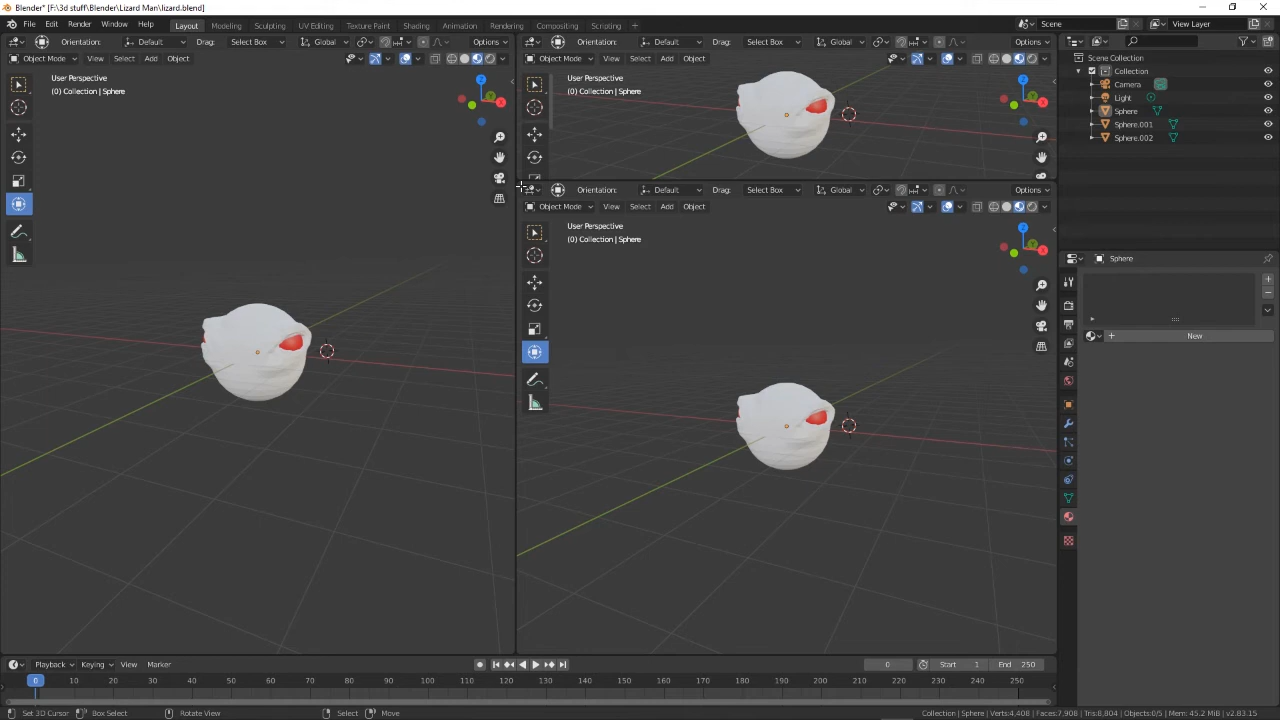 Blender* [F:\3d stuff\Blender\Lizard Man\lizard.blend]
File Edit Render Window Help Layout Modeling Sculpting UV Editing Texture Paint Shading Animation Rendering Compositing Scripting Scene View Layer
Orientation: Default Drag: Select Box Global Options
Object Mode View Select Add Object
User Perspective
(0) Collection | Sphere
Orientation: Default Drag: Select Box Global Options
Object Mode View Select Add Object
User Perspective
(0) Collection | Sphere
Orientation: Default Drag: Select Box Global Options
Object Mode View Select Add Object
User Perspective
(0) Collection | Sphere
Scene Collection
Collection
Camera
Light
Sphere
Sphere.001
Sphere.002
Sphere
New
Playback Keying View Marker 0 Start 1 End 250
0 10 20 30 40 50 60 70 80 90 100 110 120 130 140 150 160 170 180 190 200 210 220 230 240 250
Set 3D Cursor Box Select Rotate View Select Move Collection | Sphere | Verts:4,408 | Faces:7,908 | Tris:8,804 | Objects:0/5 | Mem: 45.2 MiB | v2.83.15